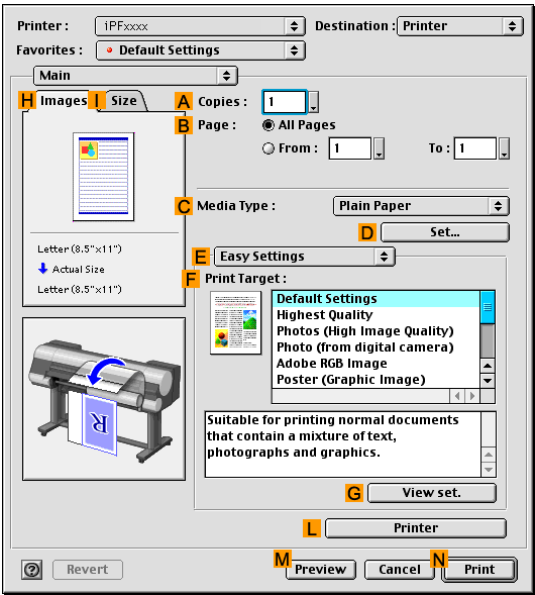 Printer : iPFxxxx Destination : Printer
Favorites : Default Settings
Main
H Images I Size
A Copies : 1
B Page : All Pages
From : 1 To : 1
C Media Type : Plain Paper
D Set...
Letter (8.5"x11")
Actual Size
Letter (8.5"x11")
E Easy Settings
F Print Target :
Default Settings
Highest Quality
Photos (High Image Quality)
Photo (from digital camera)
Adobe RGB Image
Poster (Graphic Image)
R
Suitable for printing normal documents
that contain a mixture of text,
photographs and graphics.
G View set.
L Printer
? Revert M Preview Cancel N Print